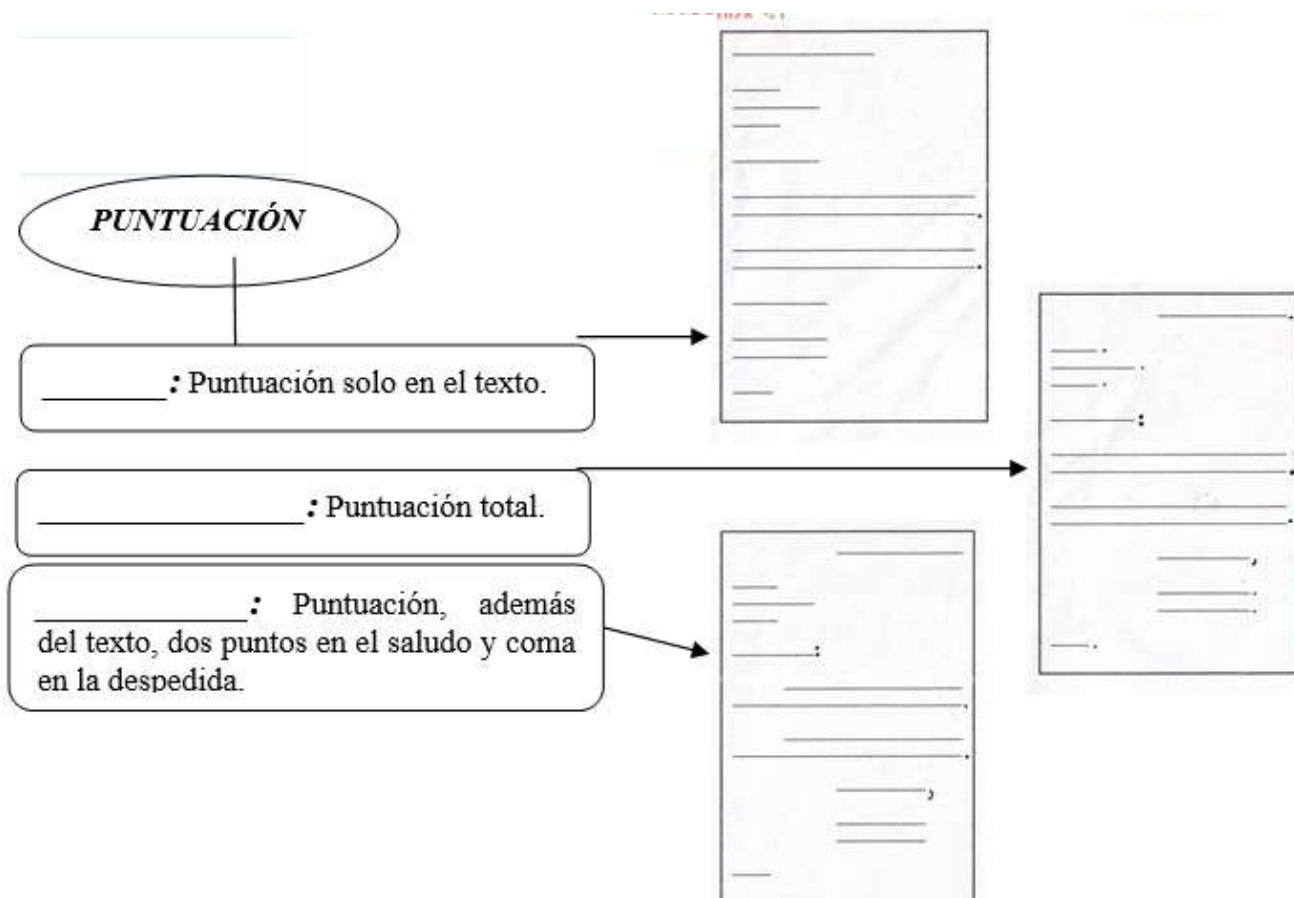 PUNTUACIÓN
________: Puntuación solo en el texto.
_________________: Puntuación total.
_____________: Puntuación, además
del texto, dos puntos en el saludo y coma
en la despedida.